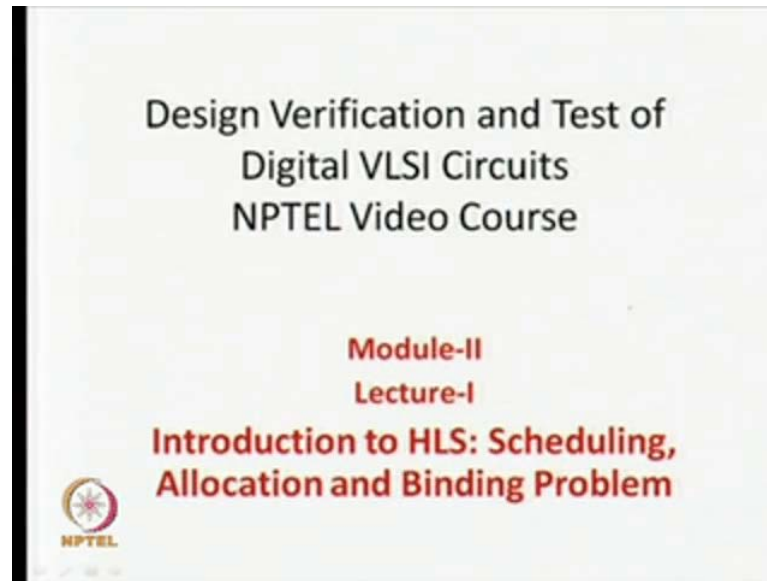 Design Verification and Test of
Digital VLSI Circuits
NPTEL Video Course
Module-II
Lecture-I
Introduction to HLS: Scheduling,
Allocation and Binding Problem
NPTEL